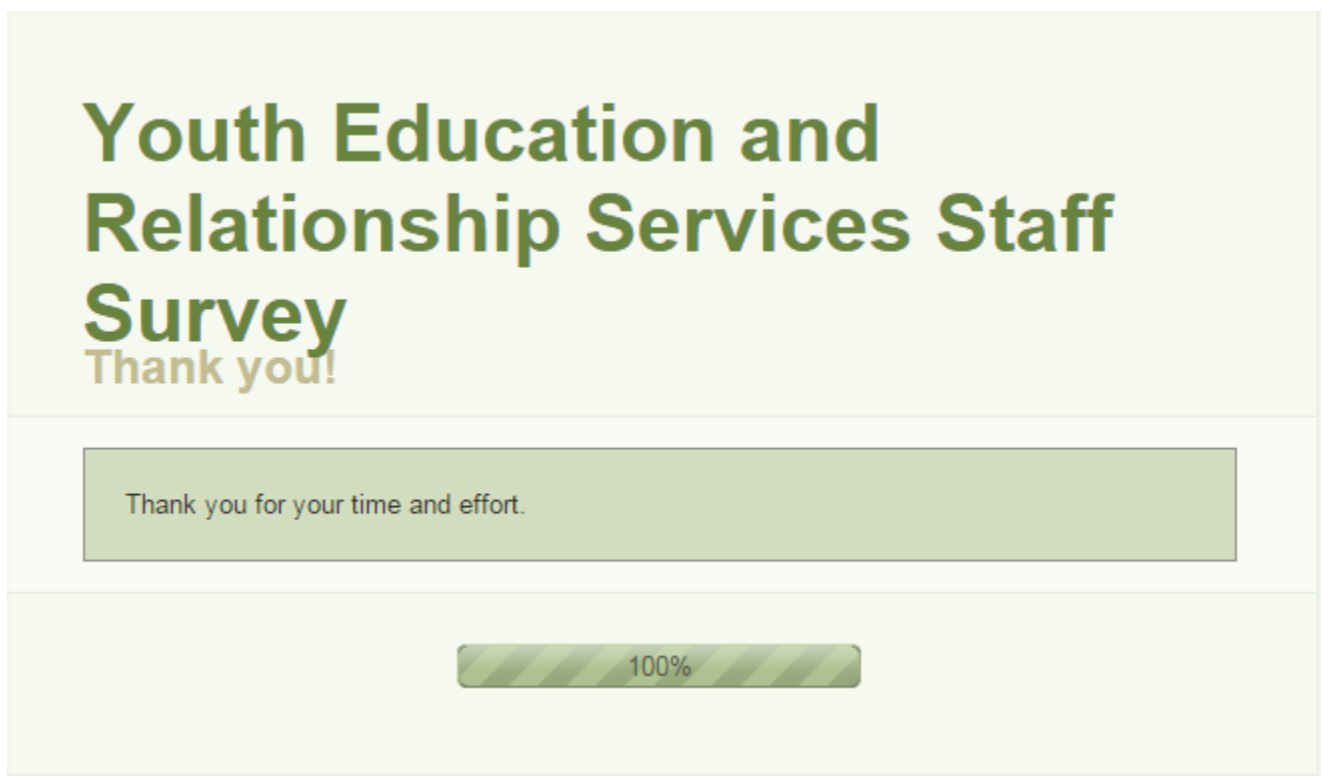 Youth Education and
Relationship Services Staff
Survey
Thank you!
Thank you for your time and effort.
100%